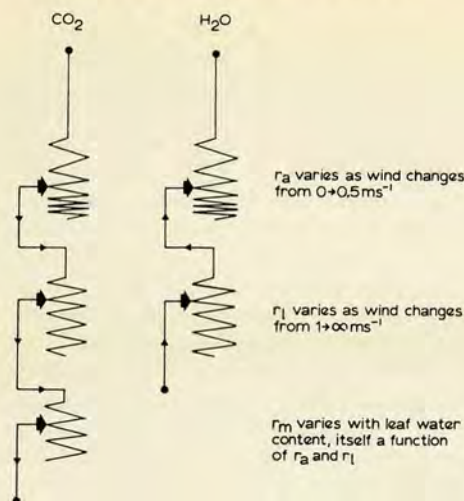 CO₂
H₂O
rₐ varies as wind changes
from 0→0.5ms⁻¹
rₗ varies as wind changes
from 1→∞ms⁻¹
rₘ varies with leaf water
content, itself a function
of rₐ and rₗ